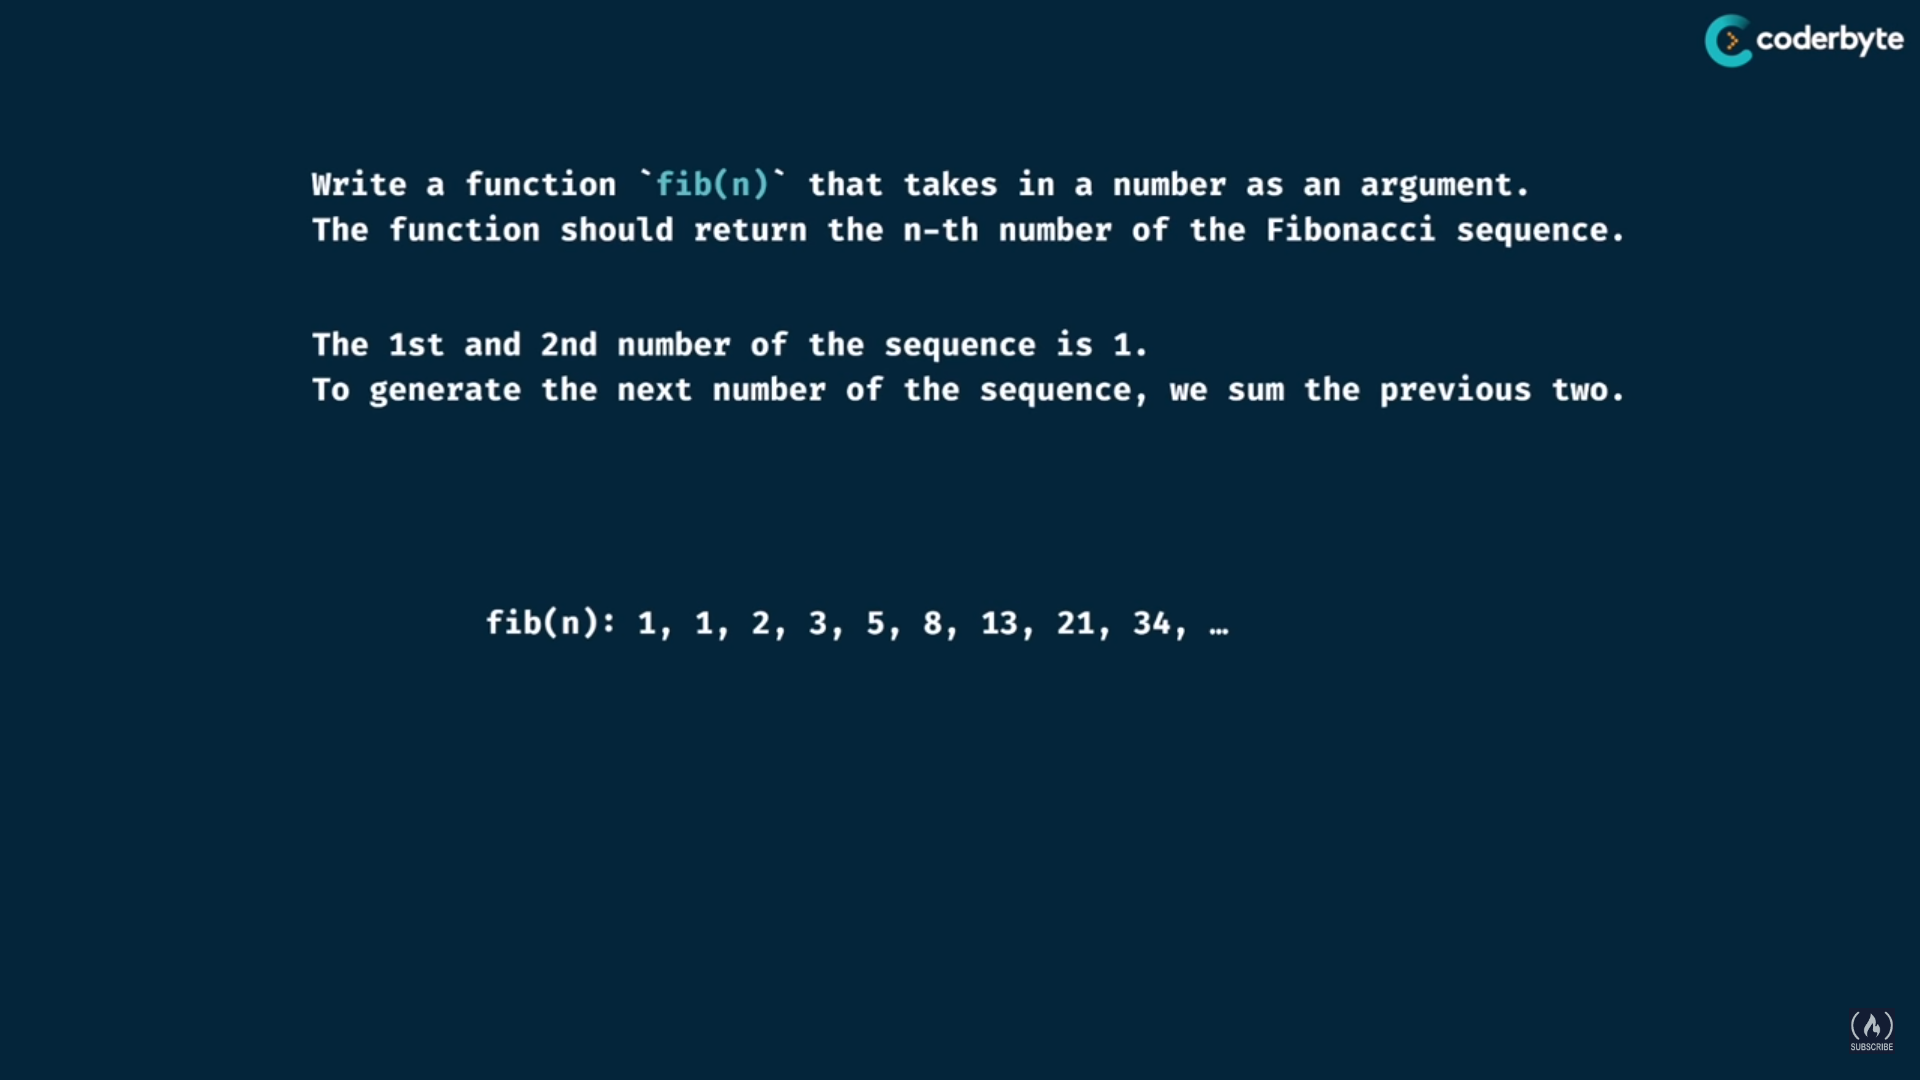 coderbyte
Write a function `fib(n)` that takes in a number as an argument.
The function should return the n-th number of the Fibonacci sequence.
The 1st and 2nd number of the sequence is 1.
To generate the next number of the sequence, we sum the previous two.
fib(n): 1, 1, 2, 3, 5, 8, 13, 21, 34, …
SUBSCRIBE